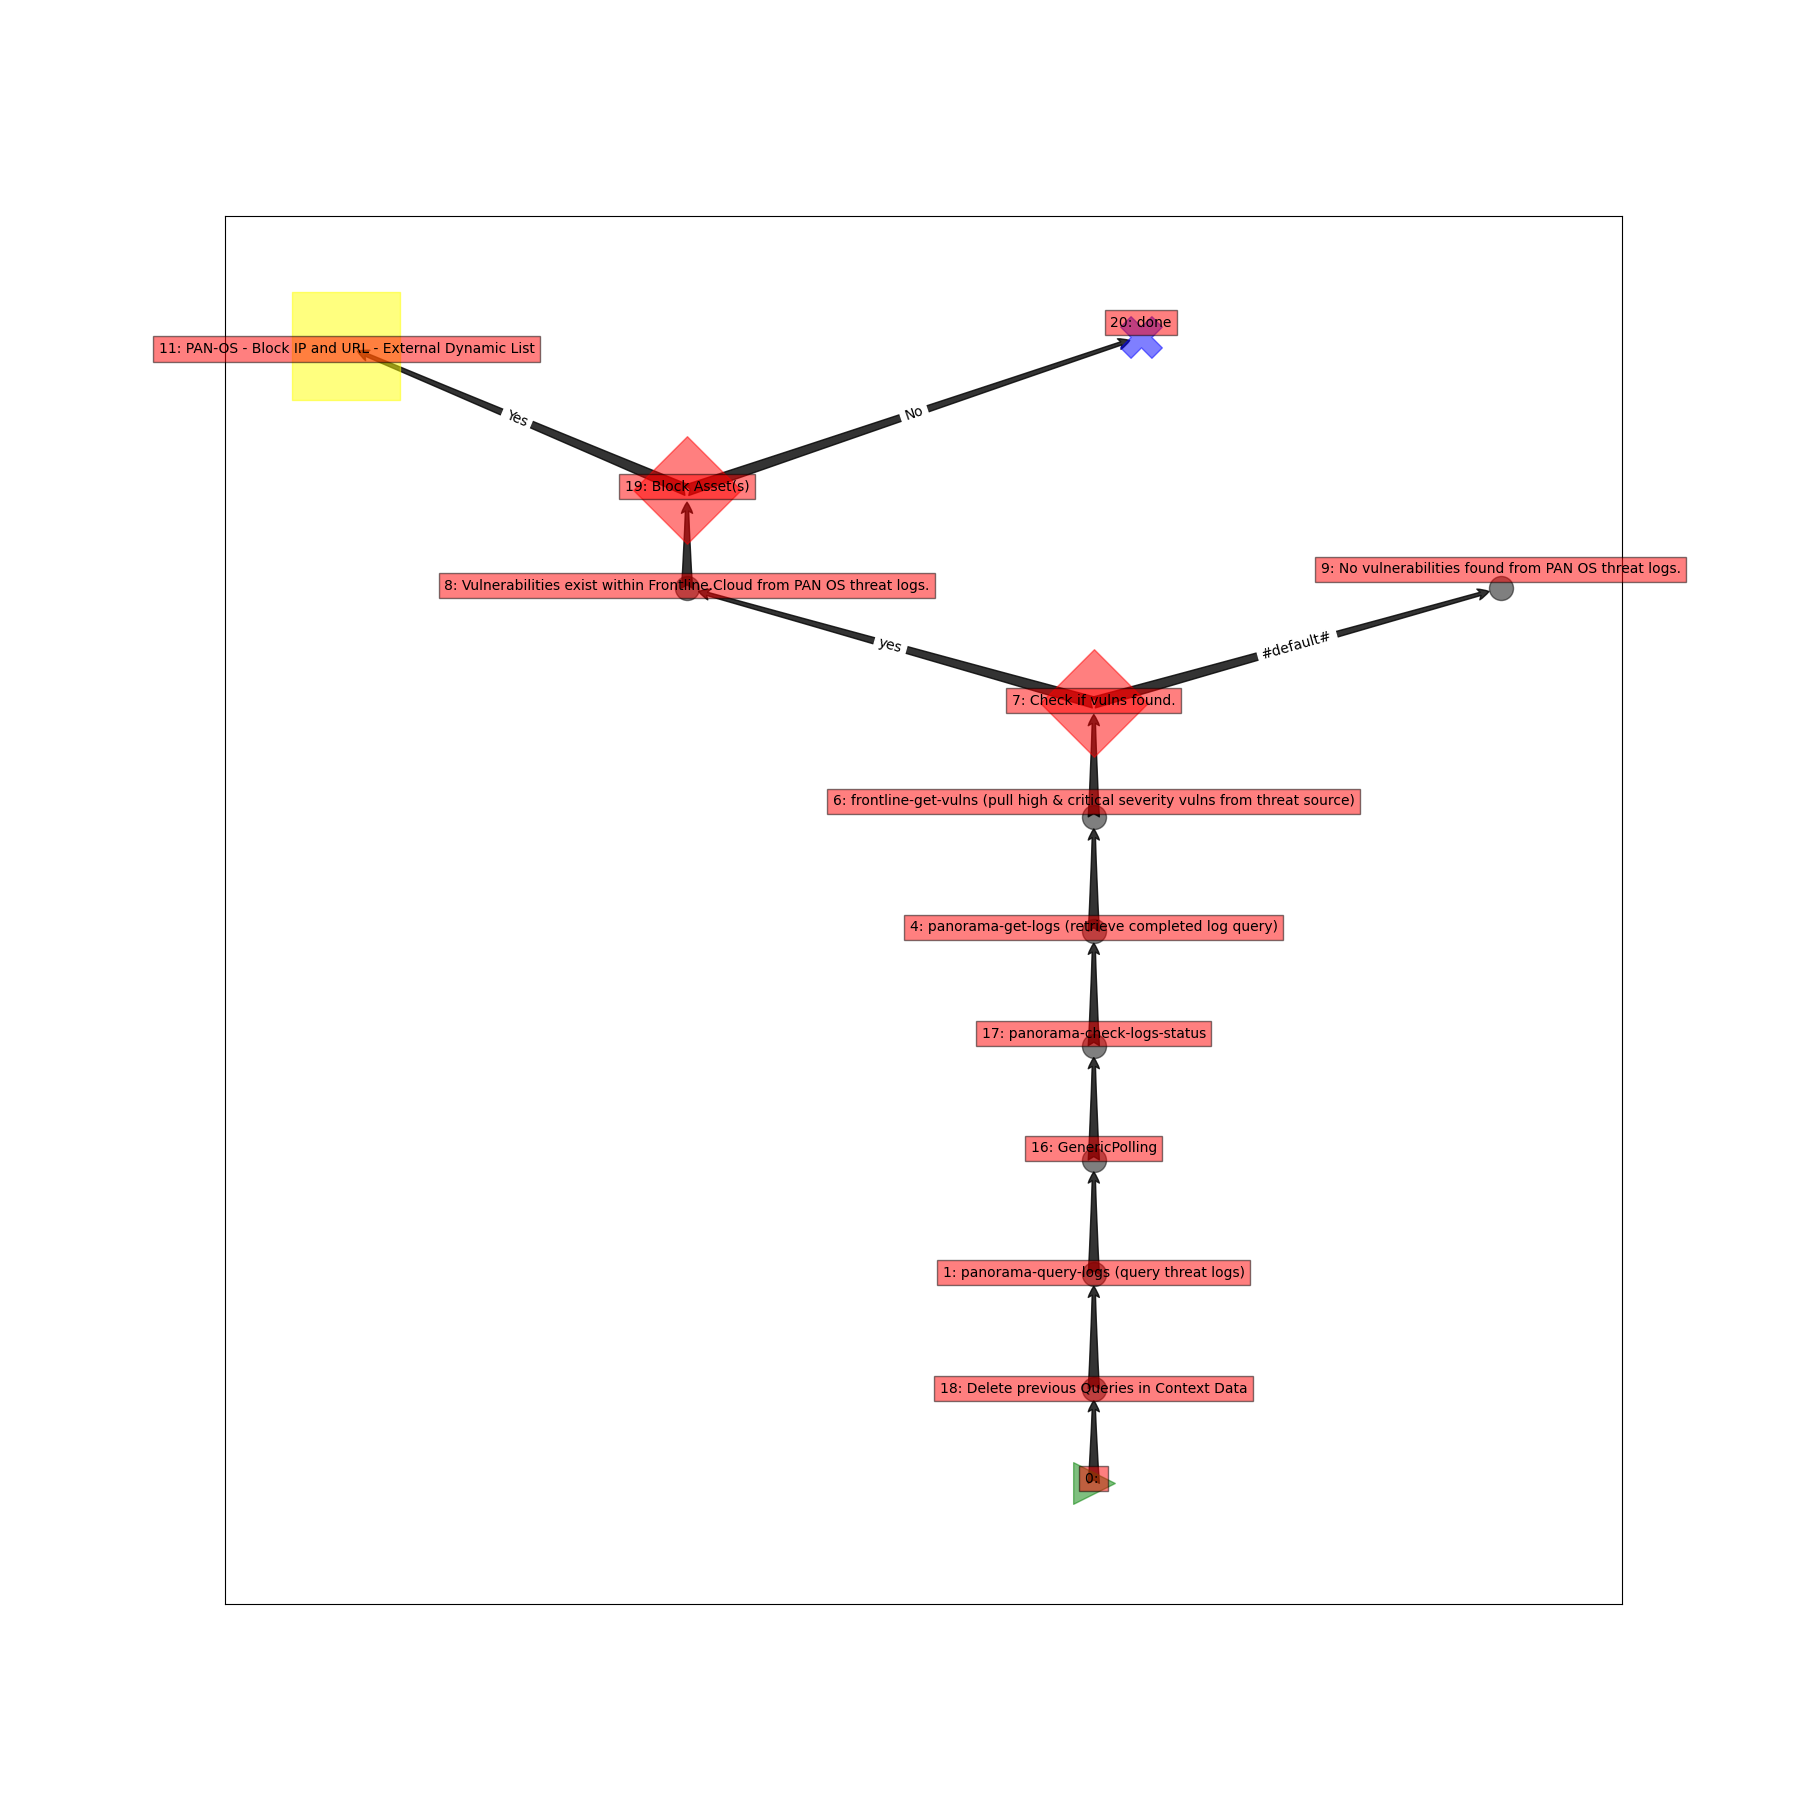 20: done
11: PAN-OS - Block IP and URL - External Dynamic List
Yes
No
19: Block Asset(s)
9: No vulnerabilities found from PAN OS threat logs.
8: Vulnerabilities exist within Frontline.Cloud from PAN OS threat logs.
yes
#default#
7: Check if vulns found.
6: frontline-get-vulns (pull high & critical severity vulns from threat source)
4: panorama-get-logs (retrieve completed log query)
17: panorama-check-logs-status
16: GenericPolling
1: panorama-query-logs (query threat logs)
18: Delete previous Queries in Context Data
0: